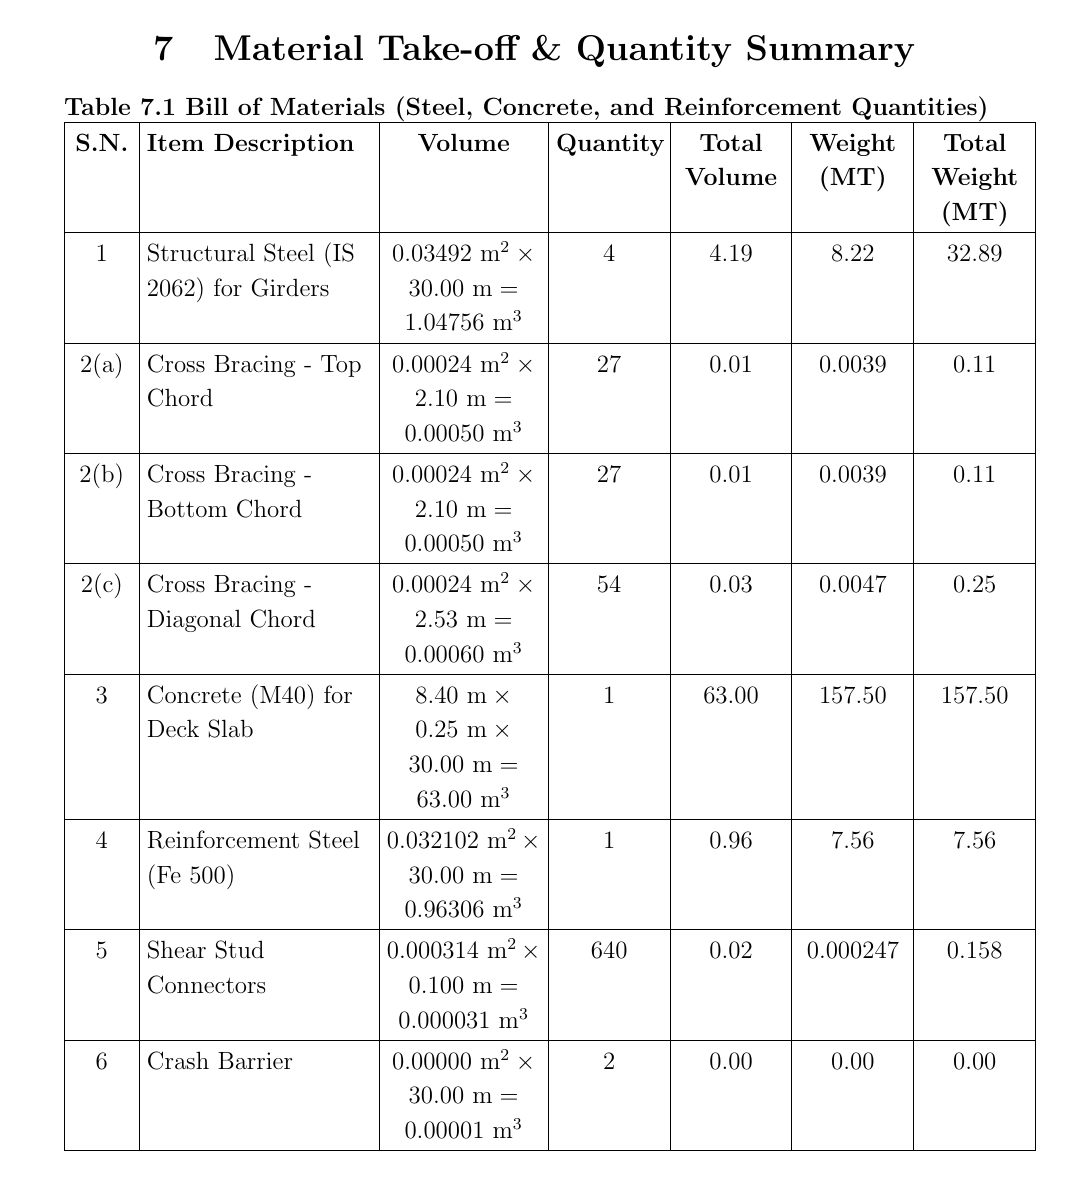 7 Material Take-off & Quantity Summary
Table 7.1 Bill of Materials (Steel, Concrete, and Reinforcement Quantities)
S.N. Item Description Volume Quantity Total Volume Weight (MT) Total Weight (MT)
1 Structural Steel (IS 2062) for Girders 0.03492 m² × 30.00 m = 1.04756 m³ 4 4.19 8.22 32.89
2(a) Cross Bracing - Top Chord 0.00024 m² × 2.10 m = 0.00050 m³ 27 0.01 0.0039 0.11
2(b) Cross Bracing - Bottom Chord 0.00024 m² × 2.10 m = 0.00050 m³ 27 0.01 0.0039 0.11
2(c) Cross Bracing - Diagonal Chord 0.00024 m² × 2.53 m = 0.00060 m³ 54 0.03 0.0047 0.25
3 Concrete (M40) for Deck Slab 8.40 m × 0.25 m × 30.00 m = 63.00 m³ 1 63.00 157.50 157.50
4 Reinforcement Steel (Fe 500) 0.032102 m² × 30.00 m = 0.96306 m³ 1 0.96 7.56 7.56
5 Shear Stud Connectors 0.000314 m² × 0.100 m = 0.000031 m³ 640 0.02 0.000247 0.158
6 Crash Barrier 0.00000 m² × 30.00 m = 0.00001 m³ 2 0.00 0.00 0.00